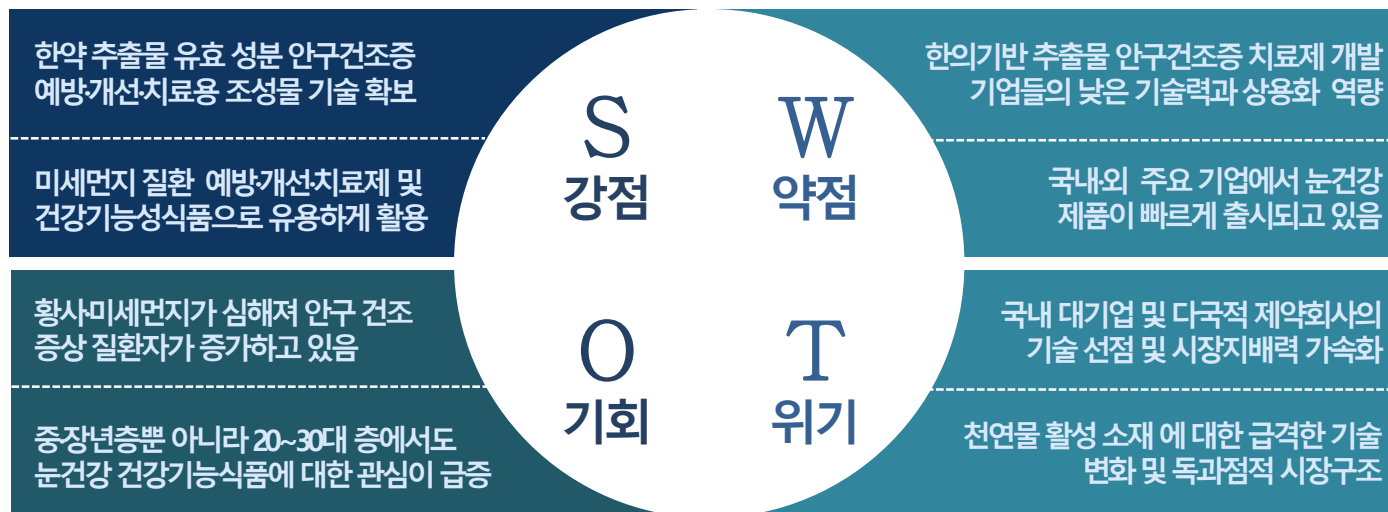 한약 추출물 유효 성분 안구건조증
예방·개선·치료용 조성물 기술 확보
미세먼지 질환 예방·개선·치료제 및
건강기능성식품으로 유용하게 활용
S
강점
W
약점
한의기반 추출물 안구건조증 치료제 개발
기업들의 낮은 기술력과 상용화 역량
국내·외 주요 기업에서 눈건강
제품이 빠르게 출시되고 있음
황사·미세먼지가 심해져 안구 건조
증상 질환자가 증가하고 있음
중·장년층뿐 아니라 20~30대 층에서도
눈건강 건강기능식품에 대한 관심이 급증
O
기회
T
위기
국내 대기업 및 다국적 제약회사의
기술 선점 및 시장지배력 가속화
천연물 활성 소재 에 대한 급격한 기술
변화 및 독과점적 시장구조